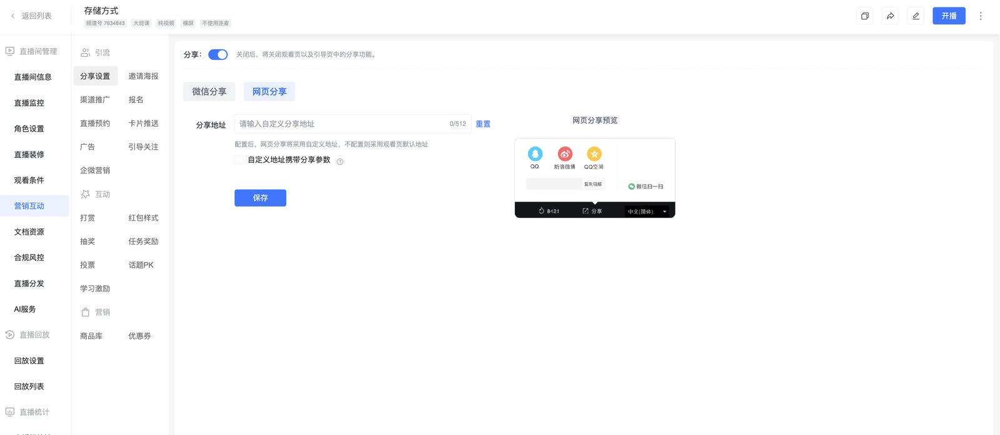 返回列表
存储方式
频道号 7634843 大班课 纯视频 横屏 不使用连麦
开播
直播间管理
直播间信息
直播监控
角色设置
直播装修
观看条件
营销互动
文档资源
合规风控
直播分发
AI服务
直播回放
回放设置
回放列表
直播统计
引流
分享设置 邀请海报
渠道推广 报名
直播预约 卡片推送
广告 引导关注
企微营销
互动
打赏 红包样式
抽奖 任务奖励
投票 话题PK
学习激励
营销
商品库 优惠券
分享： 关闭后，将关闭观看页以及引导页中的分享功能。
微信分享 网页分享
分享地址 请输入自定义分享地址 0/512 重置
配置后，网页分享将采用自定义地址，不配置则采用观看页默认地址
自定义地址携带分享参数
保存
网页分享预览
QQ 新浪微博 QQ空间
复制链接 微信扫一扫
8421 分享 中文(简体)